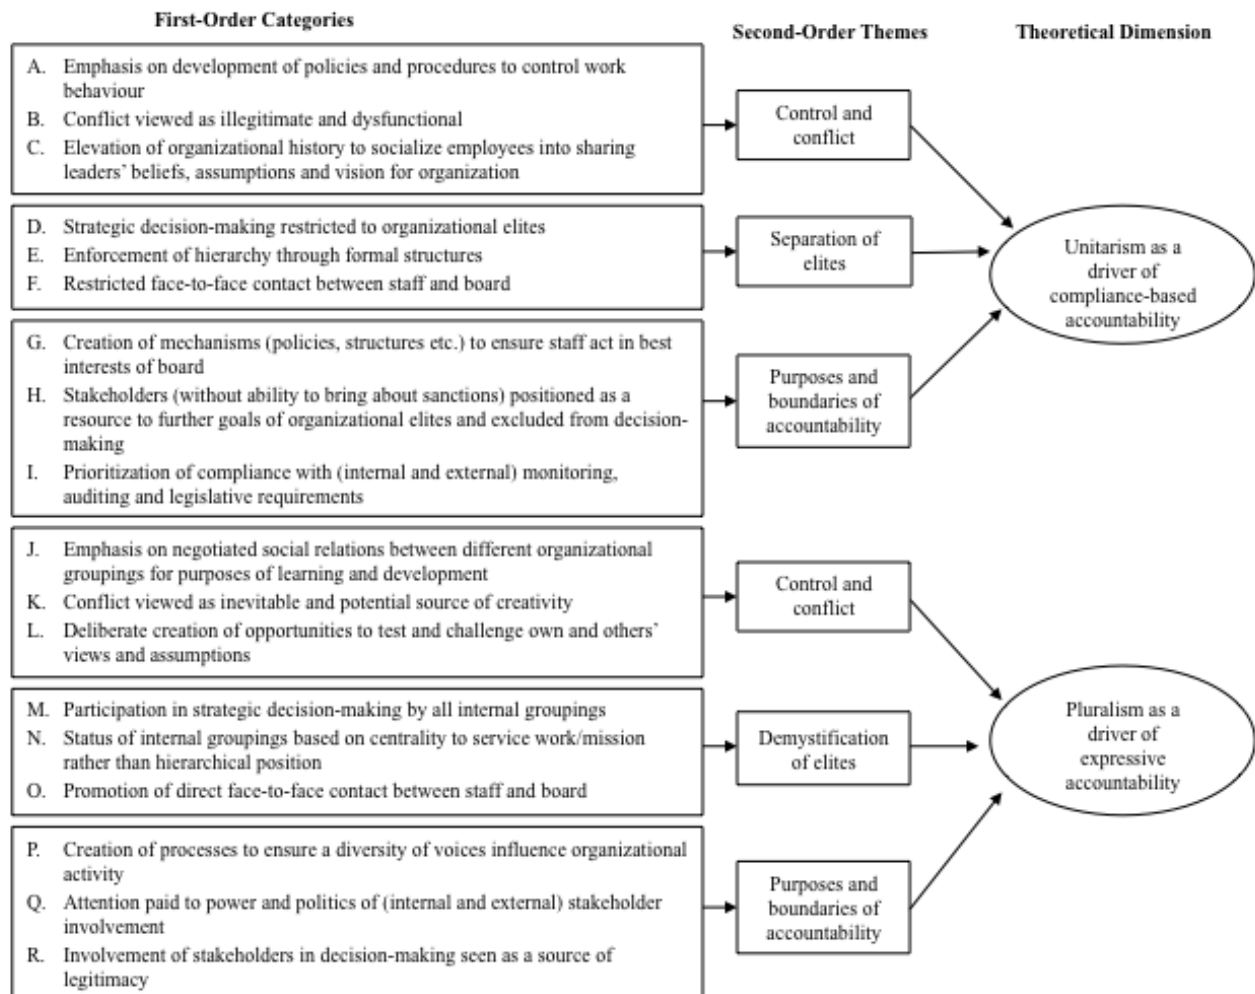 First-Order Categories
Second-Order Themes
Theoretical Dimension
A. Emphasis on development of policies and procedures to control work
behaviour
B. Conflict viewed as illegitimate and dysfunctional
C. Elevation of organizational history to socialize employees into sharing
leaders' beliefs, assumptions and vision for organization
Control and
conflict
D. Strategic decision-making restricted to organizational elites
E. Enforcement of hierarchy through formal structures
F. Restricted face-to-face contact between staff and board
Separation of
elites
G. Creation of mechanisms (policies, structures etc.) to ensure staff act in best
interests of board
H. Stakeholders (without ability to bring about sanctions) positioned as a
resource to further goals of organizational elites and excluded from decision-
making
I. Prioritization of compliance with (internal and external) monitoring,
auditing and legislative requirements
Purposes and
boundaries of
accountability
Unitarism as a
driver of
compliance-based
accountability
J. Emphasis on negotiated social relations between different organizational
groupings for purposes of learning and development
K. Conflict viewed as inevitable and potential source of creativity
L. Deliberate creation of opportunities to test and challenge own and others'
views and assumptions
Control and
conflict
M. Participation in strategic decision-making by all internal groupings
N. Status of internal groupings based on centrality to service work/mission
rather than hierarchical position
O. Promotion of direct face-to-face contact between staff and board
Demystification
of elites
P. Creation of processes to ensure a diversity of voices influence organizational
activity
Q. Attention paid to power and politics of (internal and external) stakeholder
involvement
R. Involvement of stakeholders in decision-making seen as a source of
legitimacy
Purposes and
boundaries of
accountability
Pluralism as a
driver of
expressive
accountability